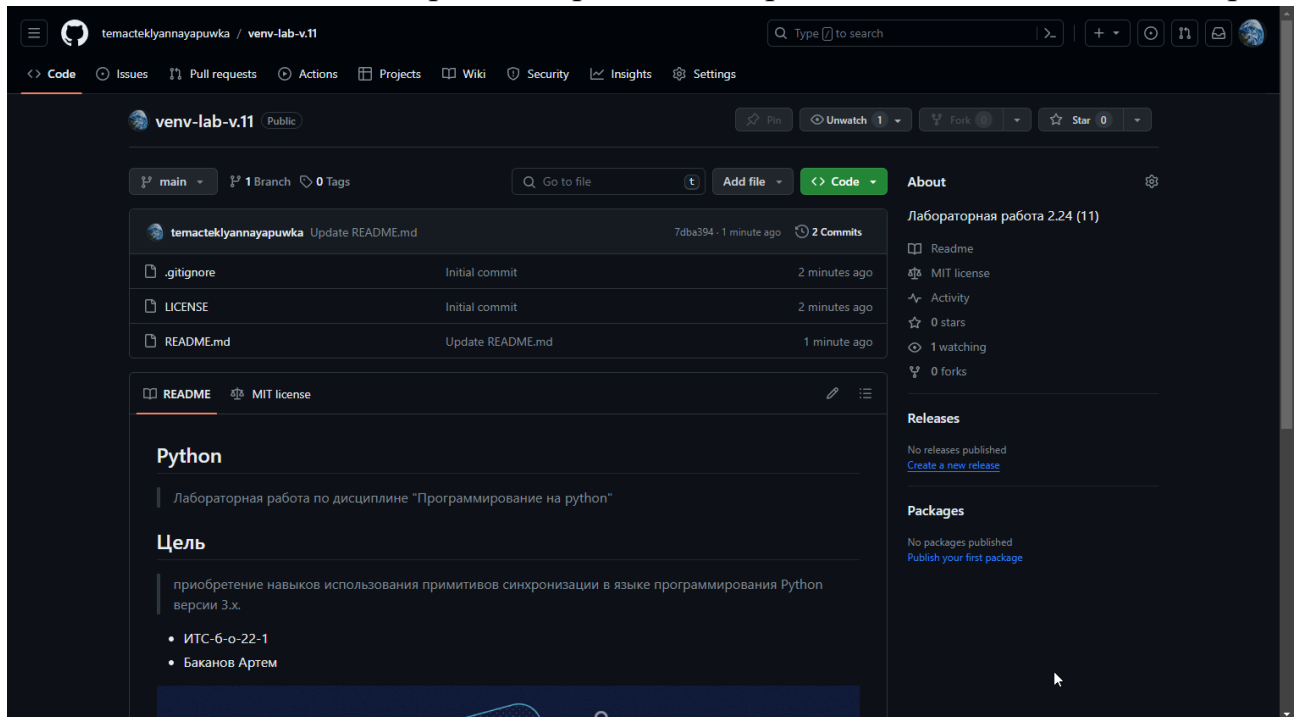 temacteklyannayapuwka / venv-lab-v.11
Type / to search
Code Issues Pull requests Actions Projects Wiki Security Insights Settings
venv-lab-v.11 Public
Pin Unwatch 1 Fork 0 Star 0
main 1 Branch 0 Tags
Go to file t Add file Code
temacteklyannayapuwka Update README.md 7dba394 · 1 minute ago 2 Commits
.gitignore Initial commit 2 minutes ago
LICENSE Initial commit 2 minutes ago
README.md Update README.md 1 minute ago
README MIT license
Python
Лабораторная работа по дисциплине "Программирование на python"
Цель
приобретение навыков использования примитивов синхронизации в языке программирования Python
версии 3.x.
• ИТС-б-о-22-1
• Баканов Артем
About
Лабораторная работа 2.24 (11)
Readme
MIT license
Activity
0 stars
1 watching
0 forks
Releases
No releases published
Create a new release
Packages
No packages published
Publish your first package